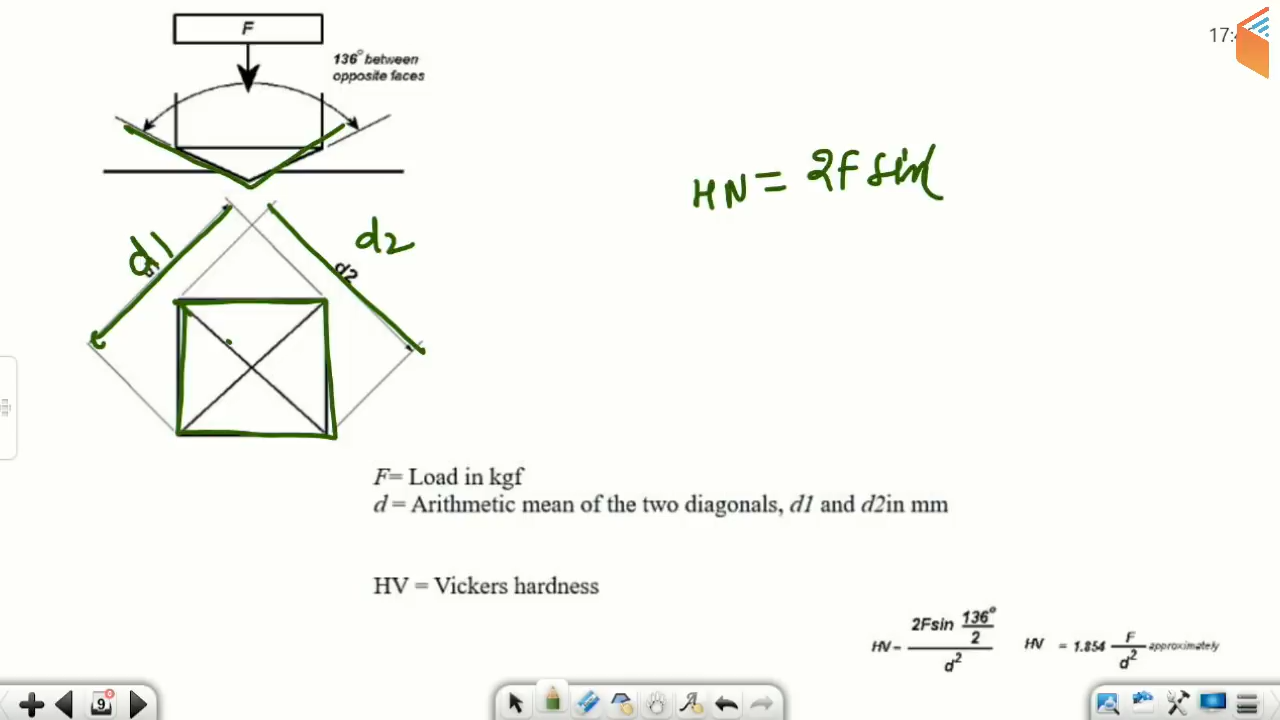 F
136° between
opposite faces
d1
d2
d2
HN = 2F sin(
F= Load in kgf
d = Arithmetic mean of the two diagonals, d1 and d2in mm
HV = Vickers hardness
HV = 2Fsin 136°/2 / d²
HV = 1.854 F/d² approximately
9
0